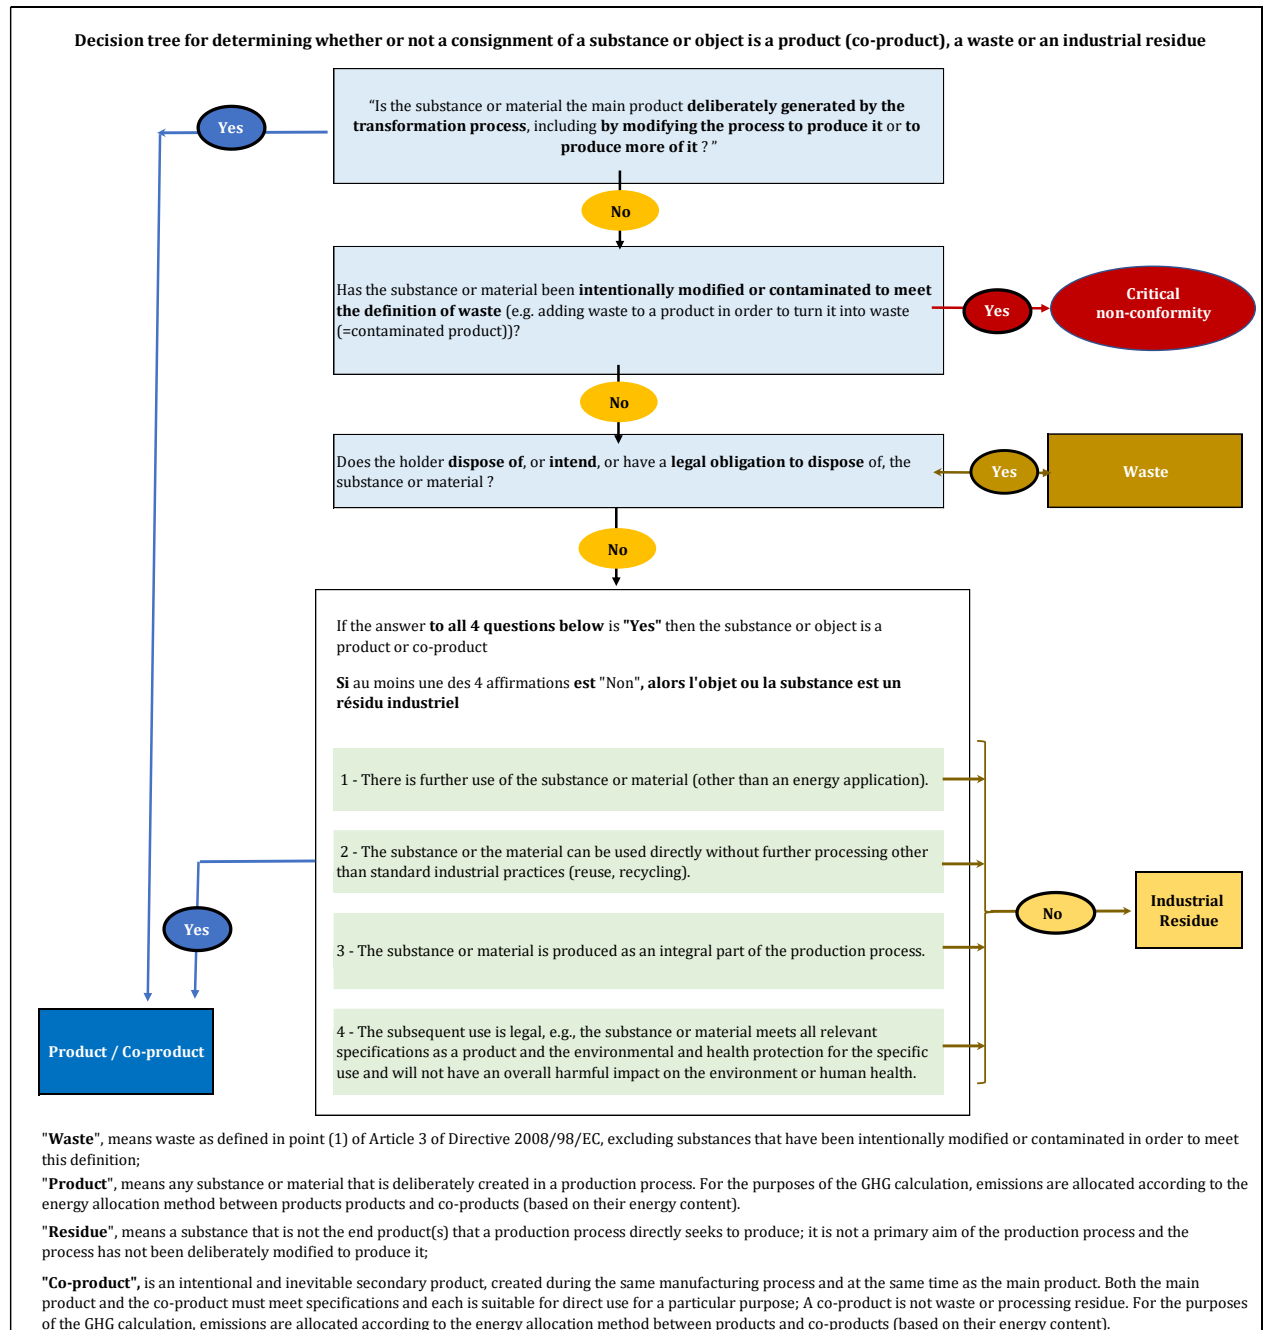 Decision tree for determining whether or not a consignment of a substance or object is a product (co-product), a waste or an industrial residue
“Is the substance or material the main product deliberately generated by the
transformation process, including by modifying the process to produce it or to
produce more of it ? ”
Yes
No
Has the substance or material been intentionally modified or contaminated to meet
the definition of waste (e.g. adding waste to a product in order to turn it into waste
(=contaminated product))?
Yes
Critical
non-conformity
No
Does the holder dispose of, or intend, or have a legal obligation to dispose of, the
substance or material ?
Yes
Waste
No
If the answer to all 4 questions below is "Yes" then the substance or object is a
product or co-product
Si au moins une des 4 affirmations est "Non", alors l'objet ou la substance est un
résidu industriel
1 - There is further use of the substance or material (other than an energy application).
2 - The substance or the material can be used directly without further processing other
than standard industrial practices (reuse, recycling).
3 - The substance or material is produced as an integral part of the production process.
4 - The subsequent use is legal, e.g., the substance or material meets all relevant
specifications as a product and the environmental and health protection for the specific
use and will not have an overall harmful impact on the environment or human health.
No
Industrial
Residue
Yes
Product / Co-product
"Waste", means waste as defined in point (1) of Article 3 of Directive 2008/98/EC, excluding substances that have been intentionally modified or contaminated in order to meet
this definition;
"Product", means any substance or material that is deliberately created in a production process. For the purposes of the GHG calculation, emissions are allocated according to the
energy allocation method between products products and co-products (based on their energy content).
"Residue", means a substance that is not the end product(s) that a production process directly seeks to produce; it is not a primary aim of the production process and the
process has not been deliberately modified to produce it;
"Co-product", is an intentional and inevitable secondary product, created during the same manufacturing process and at the same time as the main product. Both the main
product and the co-product must meet specifications and each is suitable for direct use for a particular purpose; A co-product is not waste or processing residue. For the purposes
of the GHG calculation, emissions are allocated according to the energy allocation method between products and co-products (based on their energy content).